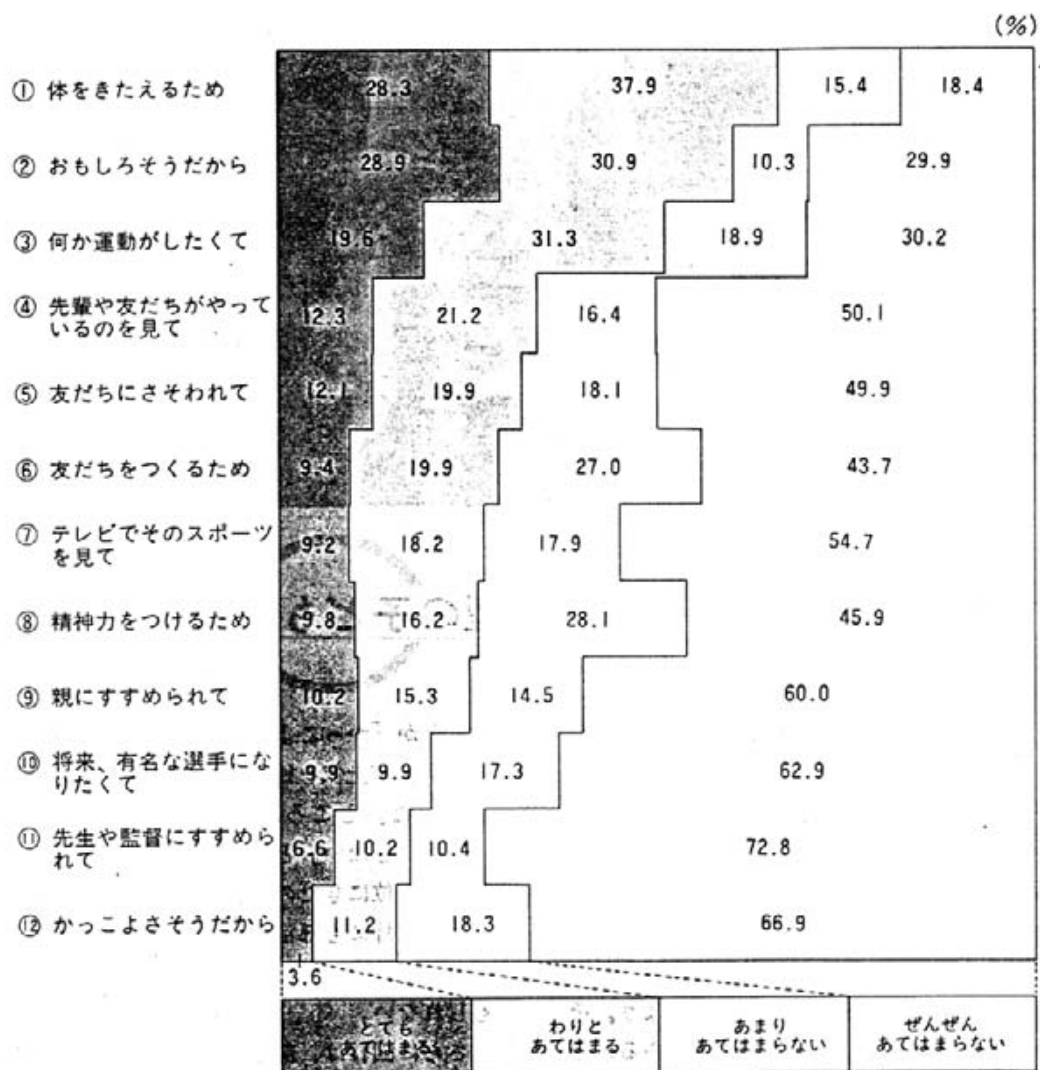 (%)
① 体をきたえるため 28.3 37.9 15.4 18.4
② おもしろそうだから 28.9 30.9 10.3 29.9
③ 何か運動がしたくて 19.6 31.3 18.9 30.2
④ 先輩や友だちがやって
いるのを見て 12.3 21.2 16.4 50.1
⑤ 友だちにさそわれて 12.1 19.9 18.1 49.9
⑥ 友だちをつくるため 9.4 19.9 27.0 43.7
⑦ テレビでそのスポーツ
を見て 9.2 18.2 17.9 54.7
⑧ 精神力をつけるため 9.8 16.2 28.1 45.9
⑨ 親にすすめられて 10.2 15.3 14.5 60.0
⑩ 将来、有名な選手にな
りたくて 9.9 9.9 17.3 62.9
⑪ 先生や監督にすすめら
れて 6.6 10.2 10.4 72.8
⑫ かっこよさそうだから 11.2 18.3 66.9
3.6
とても わりと あまり ぜんぜん
あてはまる あてはまる あてはまらない あてはまらない